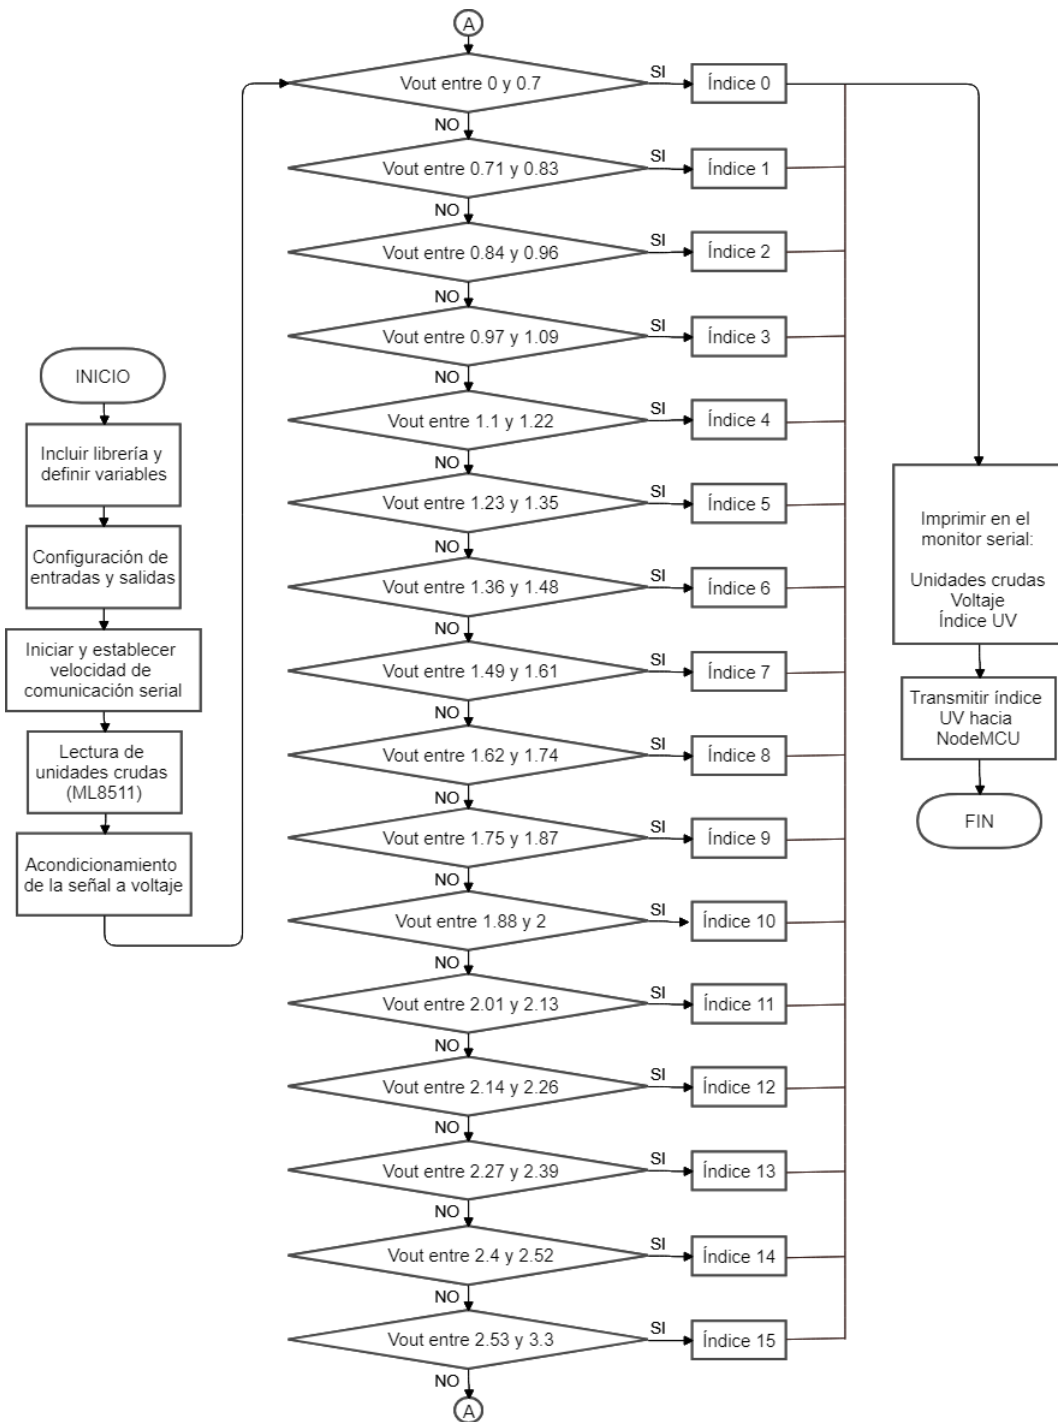 INICIO
Incluir librería y
definir variables
Configuración de
entradas y salidas
Iniciar y establecer
velocidad de
comunicación serial
Lectura de
unidades crudas
(ML8511)
Acondicionamiento
de la señal a voltaje
A
Vout entre 0 y 0.7
SI
Índice 0
NO
Vout entre 0.71 y 0.83
SI
Índice 1
NO
Vout entre 0.84 y 0.96
SI
Índice 2
NO
Vout entre 0.97 y 1.09
SI
Índice 3
NO
Vout entre 1.1 y 1.22
SI
Índice 4
NO
Vout entre 1.23 y 1.35
SI
Índice 5
NO
Vout entre 1.36 y 1.48
SI
Índice 6
NO
Vout entre 1.49 y 1.61
SI
Índice 7
NO
Vout entre 1.62 y 1.74
SI
Índice 8
NO
Vout entre 1.75 y 1.87
SI
Índice 9
NO
Vout entre 1.88 y 2
SI
Índice 10
NO
Vout entre 2.01 y 2.13
SI
Índice 11
NO
Vout entre 2.14 y 2.26
SI
Índice 12
NO
Vout entre 2.27 y 2.39
SI
Índice 13
NO
Vout entre 2.4 y 2.52
SI
Índice 14
NO
Vout entre 2.53 y 3.3
SI
Índice 15
NO
A
Imprimir en el
monitor serial:
Unidades crudas
Voltaje
Índice UV
Transmitir índice
UV hacia
NodeMCU
FIN